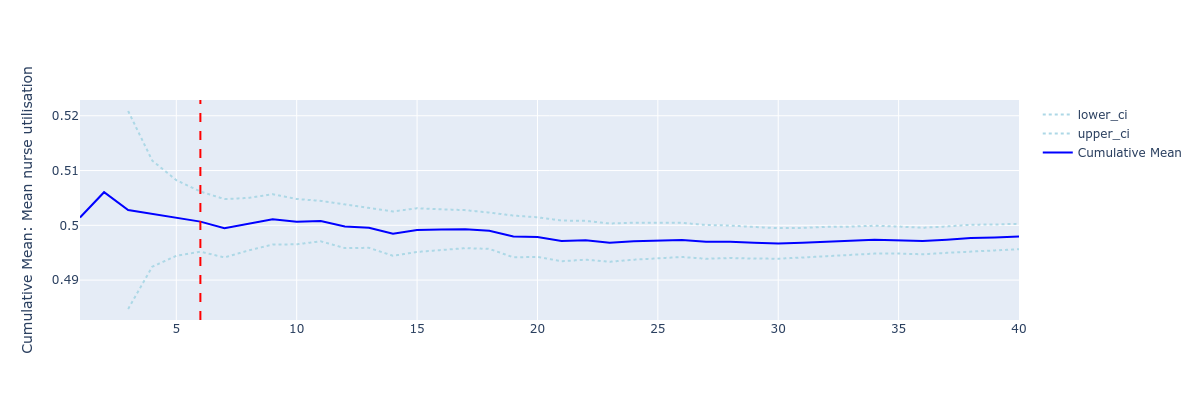 Cumulative Mean: Mean nurse utilisation
0.52
0.51
0.5
0.49
5 10 15 20 25 30 35 40
lower_ci
upper_ci
Cumulative Mean